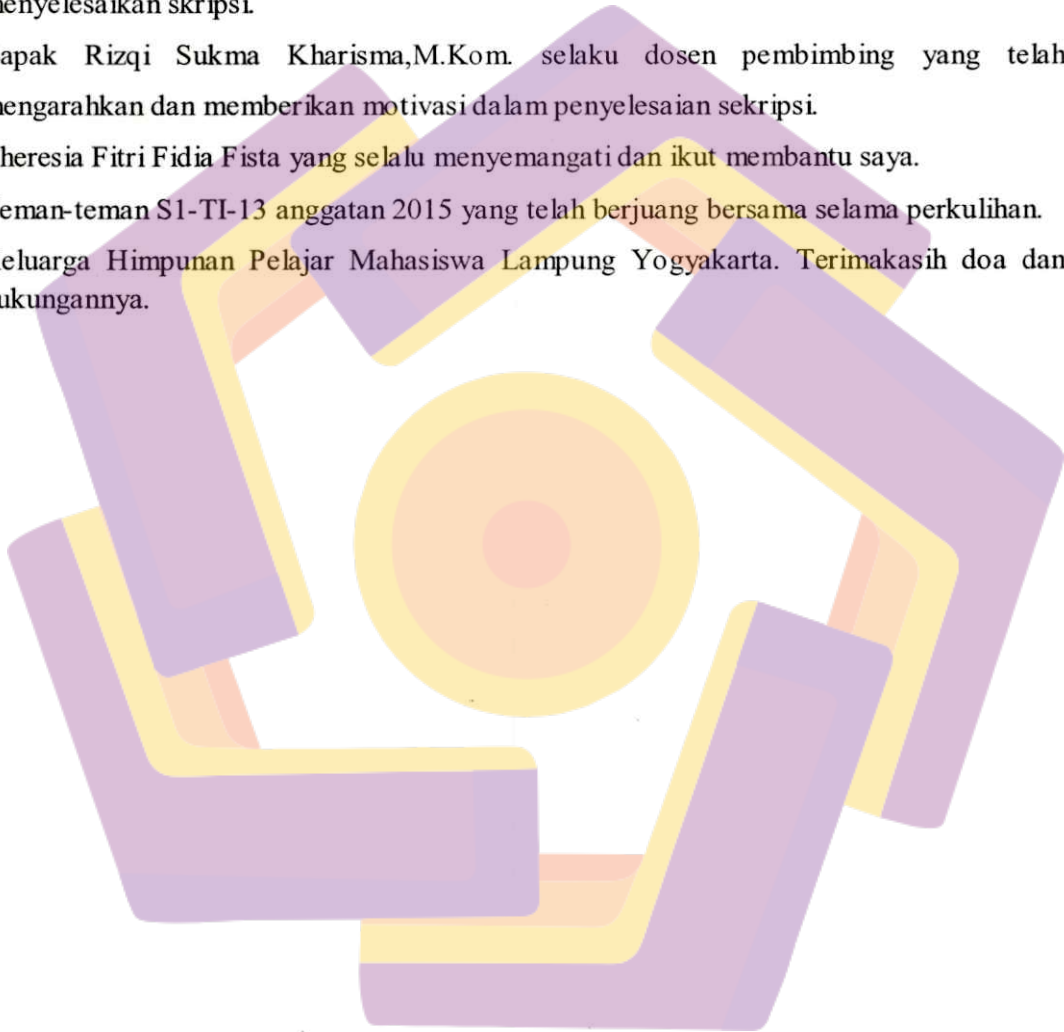 menyelesaikan skripsi.
apak Rizqi Sukma Kharisma,M.Kom. selaku dosen pembimbing yang telah
nengarahkan dan memberikan motivasi dalam penyelesaian sekripsi.
heresia Fitri Fidia Fista yang selalu menyemangati dan ikut membantu saya.
eman-teman S1-TI-13 anggatan 2015 yang telah berjuang bersama selama perkulihan.
eluarga Himpunan Pelajar Mahasiswa Lampung Yogyakarta. Terimakasih doa dan
ukungannya.